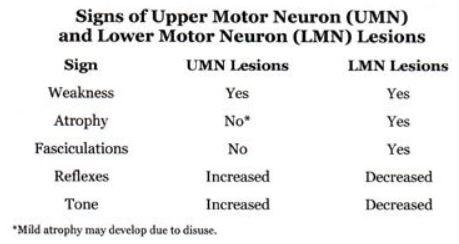 Signs of Upper Motor Neuron (UMN)
and Lower Motor Neuron (LMN) Lesions
Sign UMN Lesions LMN Lesions
Weakness Yes Yes
Atrophy No* Yes
Fasciculations No Yes
Reflexes Increased Decreased
Tone Increased Decreased
*Mild atrophy may develop due to disuse.